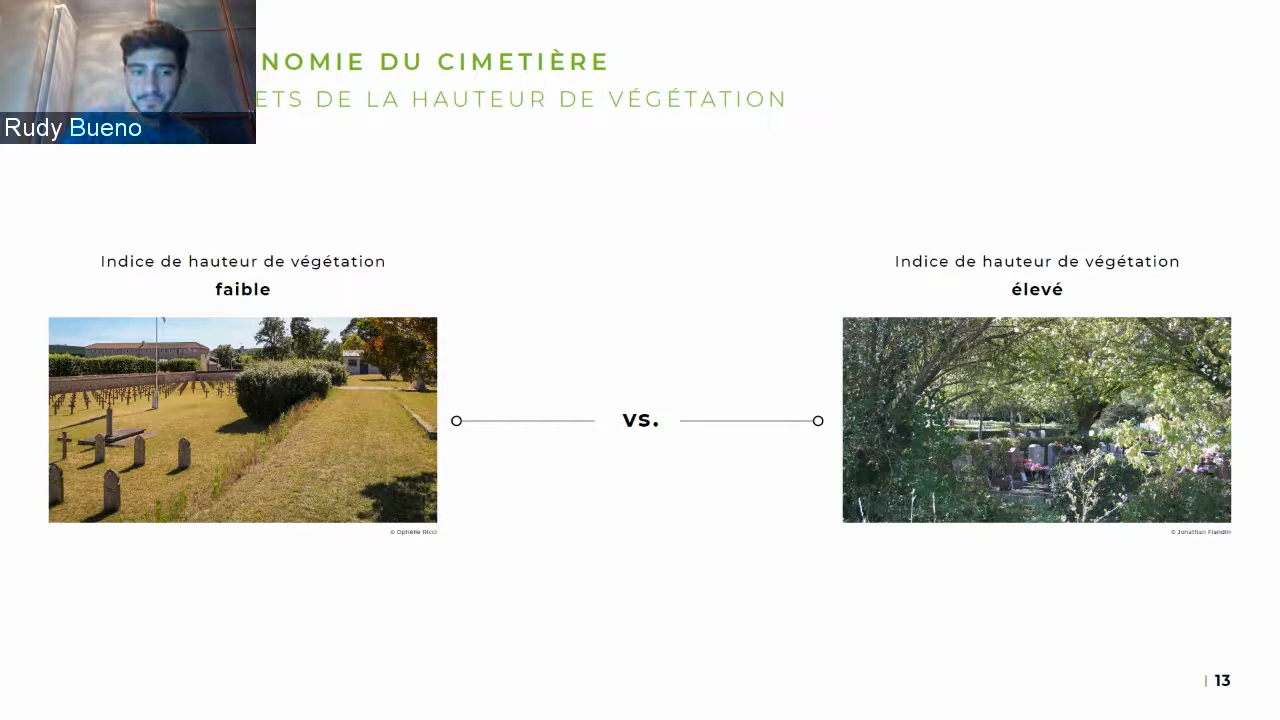 NOMIE DU CIMETIÈRE
ETS DE LA HAUTEUR DE VÉGÉTATION
Rudy Bueno
Indice de hauteur de végétation
faible
Indice de hauteur de végétation
élevé
vs.
© Ophélie Ricci
© Jonathan Flandin
| 13